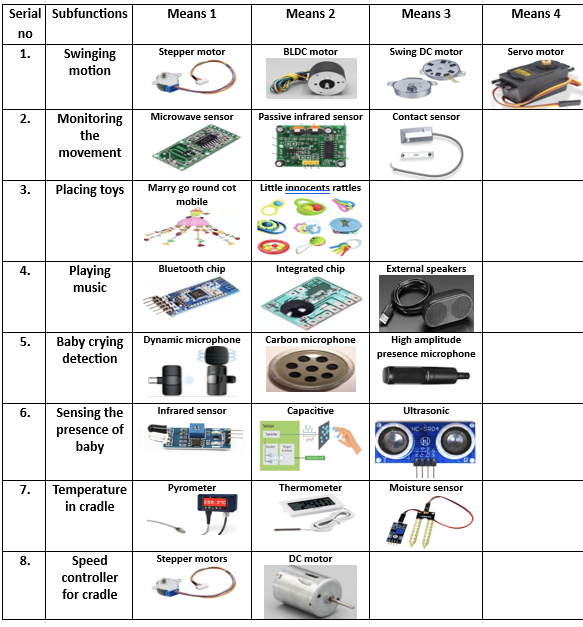 Serial no Subfunctions Means 1 Means 2 Means 3 Means 4
1. Swinging motion Stepper motor BLDC motor Swing DC motor Servo motor
2. Monitoring the movement Microwave sensor Passive infrared sensor Contact sensor
3. Placing toys Marry go round cot mobile Little innocents rattles
4. Playing music Bluetooth chip Integrated chip External speakers
5. Baby crying detection Dynamic microphone Carbon microphone High amplitude presence microphone
6. Sensing the presence of baby Infrared sensor Capacitive Ultrasonic
Sensor
HC-SR04
7. Temperature in cradle Pyrometer Thermometer Moisture sensor
8. Speed controller for cradle Stepper motors DC motor